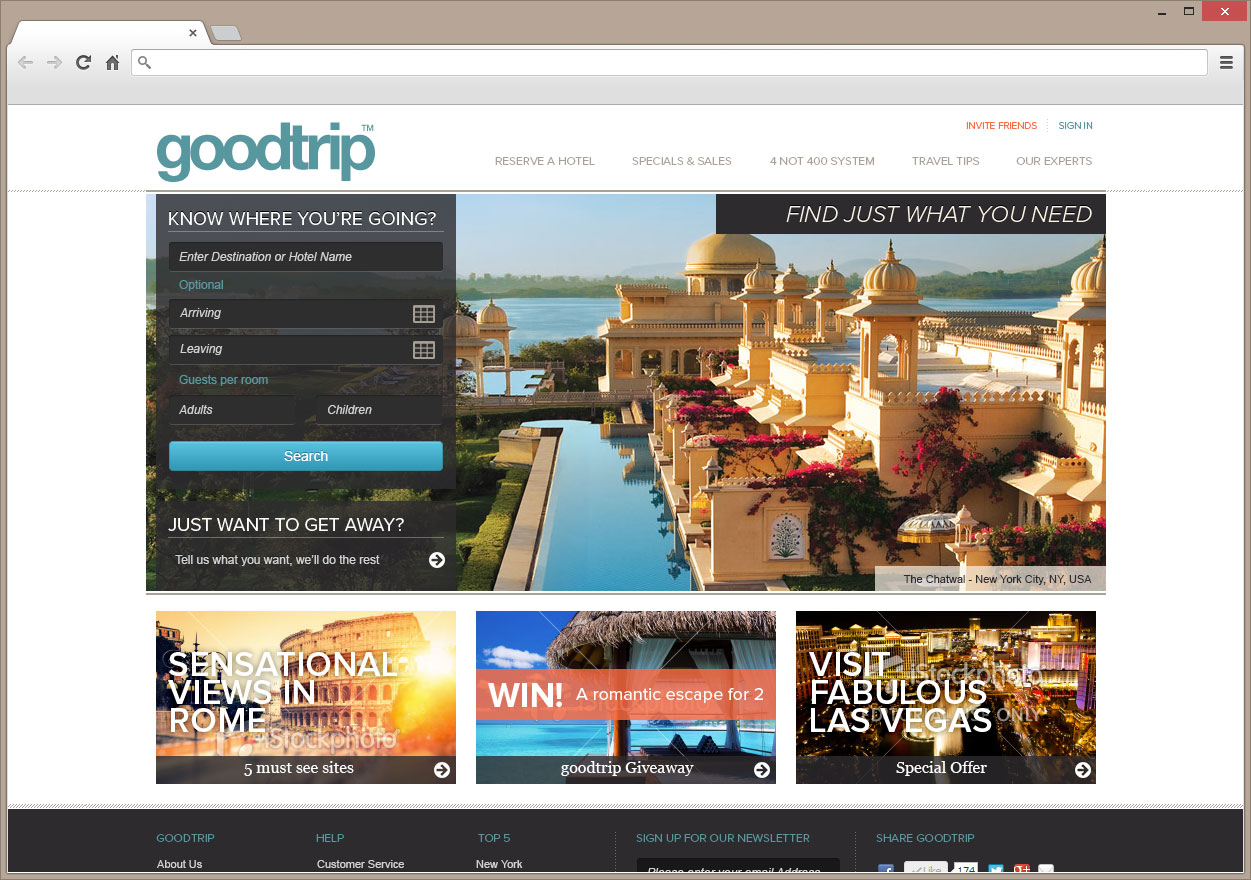 goodtrip™
INVITE FRIENDS
SIGN IN
RESERVE A HOTEL
SPECIALS & SALES
4 NOT 400 SYSTEM
TRAVEL TIPS
OUR EXPERTS
KNOW WHERE YOU'RE GOING?
Enter Destination or Hotel Name
Optional
Arriving
Leaving
Guests per room
Adults
Children
Search
JUST WANT TO GET AWAY?
Tell us what you want, we'll do the rest
FIND JUST WHAT YOU NEED
The Chatwal - New York City, NY, USA
SENSATIONAL
VIEWS IN
ROME
iStockphoto
5 must see sites
WIN! A romantic escape for 2
goodtrip Giveaway
VISIT
FABULOUS
LAS VEGAS
iStockphoto
ONLY
Special Offer
GOODTRIP
About Us
HELP
Customer Service
TOP 5
New York
SIGN UP FOR OUR NEWSLETTER
Please enter your email Address
SHARE GOODTRIP
Like
174